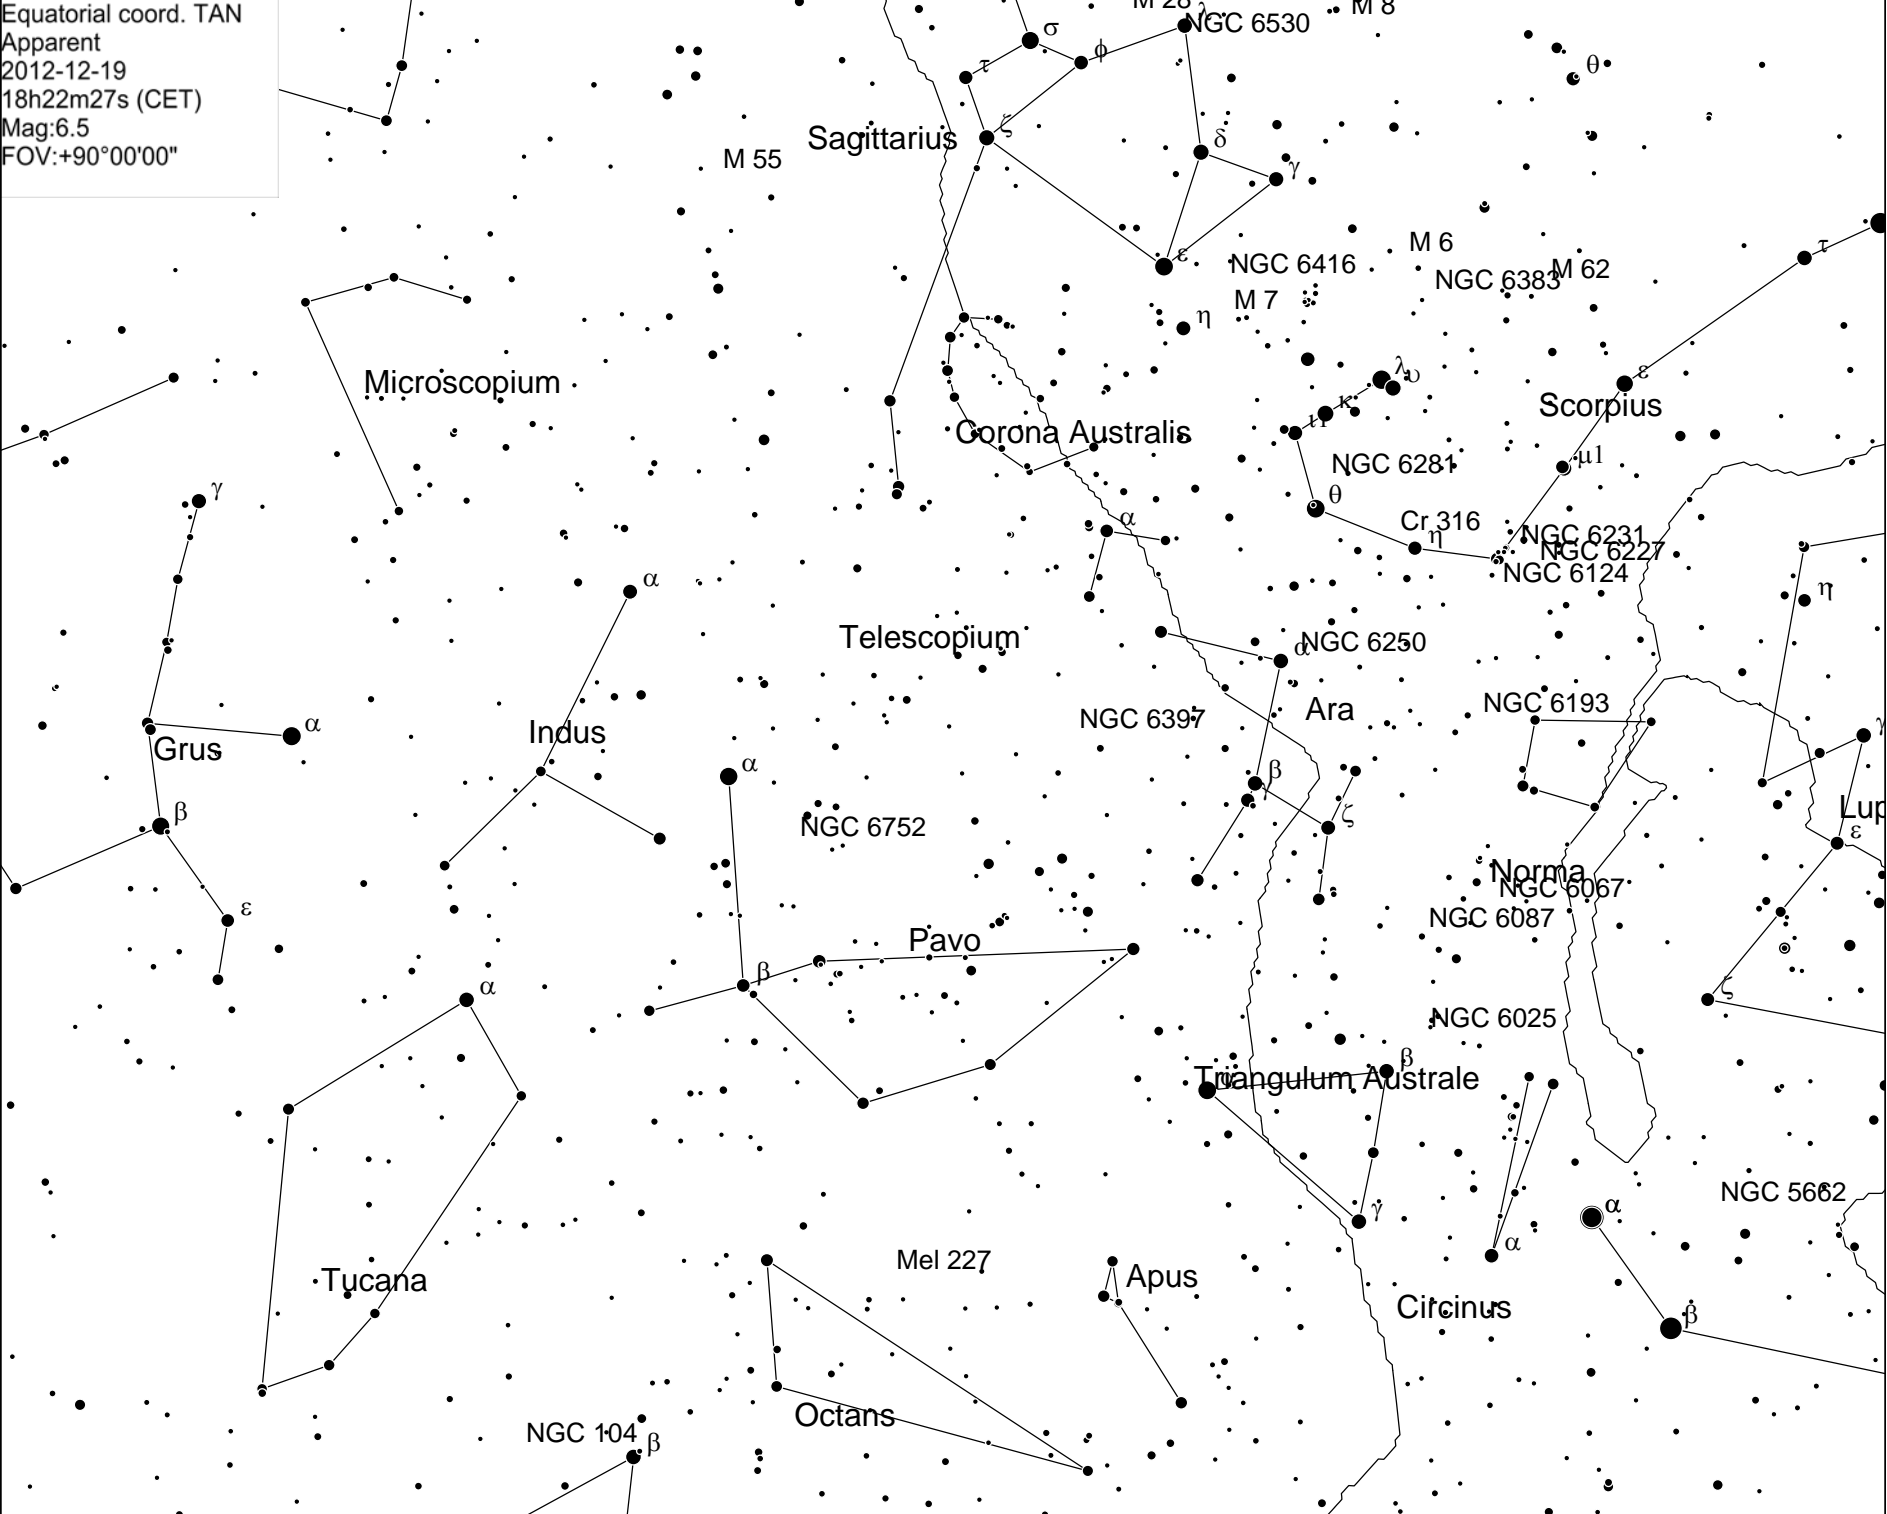 Equatorial coord. TAN
Apparent
2012-12-19
18h22m27s (CET)
Mag:6.5
FOV:+90°00'00"
M 28
λ
NGC 6530
M 8
σ
φ
τ
θ
Sagittarius
ζ
δ
M 55
γ
ε
NGC 6416
M 6
M 62
NGC 6383
τ
M 7
η
Microscopium
λ
υ
ε
κ
Scorpius
ι1
Corona Australis
μ1
NGC 6281
γ
θ
α
Cr 316
η
NGC 6231
NGC 6227
NGC 6124
α
η
Telescopium
α
NGC 6250
NGC 6193
Ara
NGC 6397
α
Grus
Indus
γ
α
β
γ
β
NGC 6752
ζ
Lup
ε
Norma
NGC 6067
ε
NGC 6087
Pavo
β
α
ζ
NGC 6025
β
Triangulum Australe
α
NGC 5662
γ
α
α
Mel 227
Apus
Tucana
Circinus
β
Octans
NGC 104
β